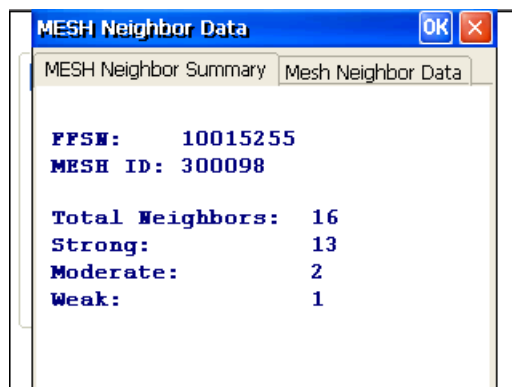 MESH Neighbor Data OK
MESH Neighbor Summary Mesh Neighbor Data
FFSN: 10015255
MESH ID: 300098
Total Neighbors: 16
Strong: 13
Moderate: 2
Weak: 1